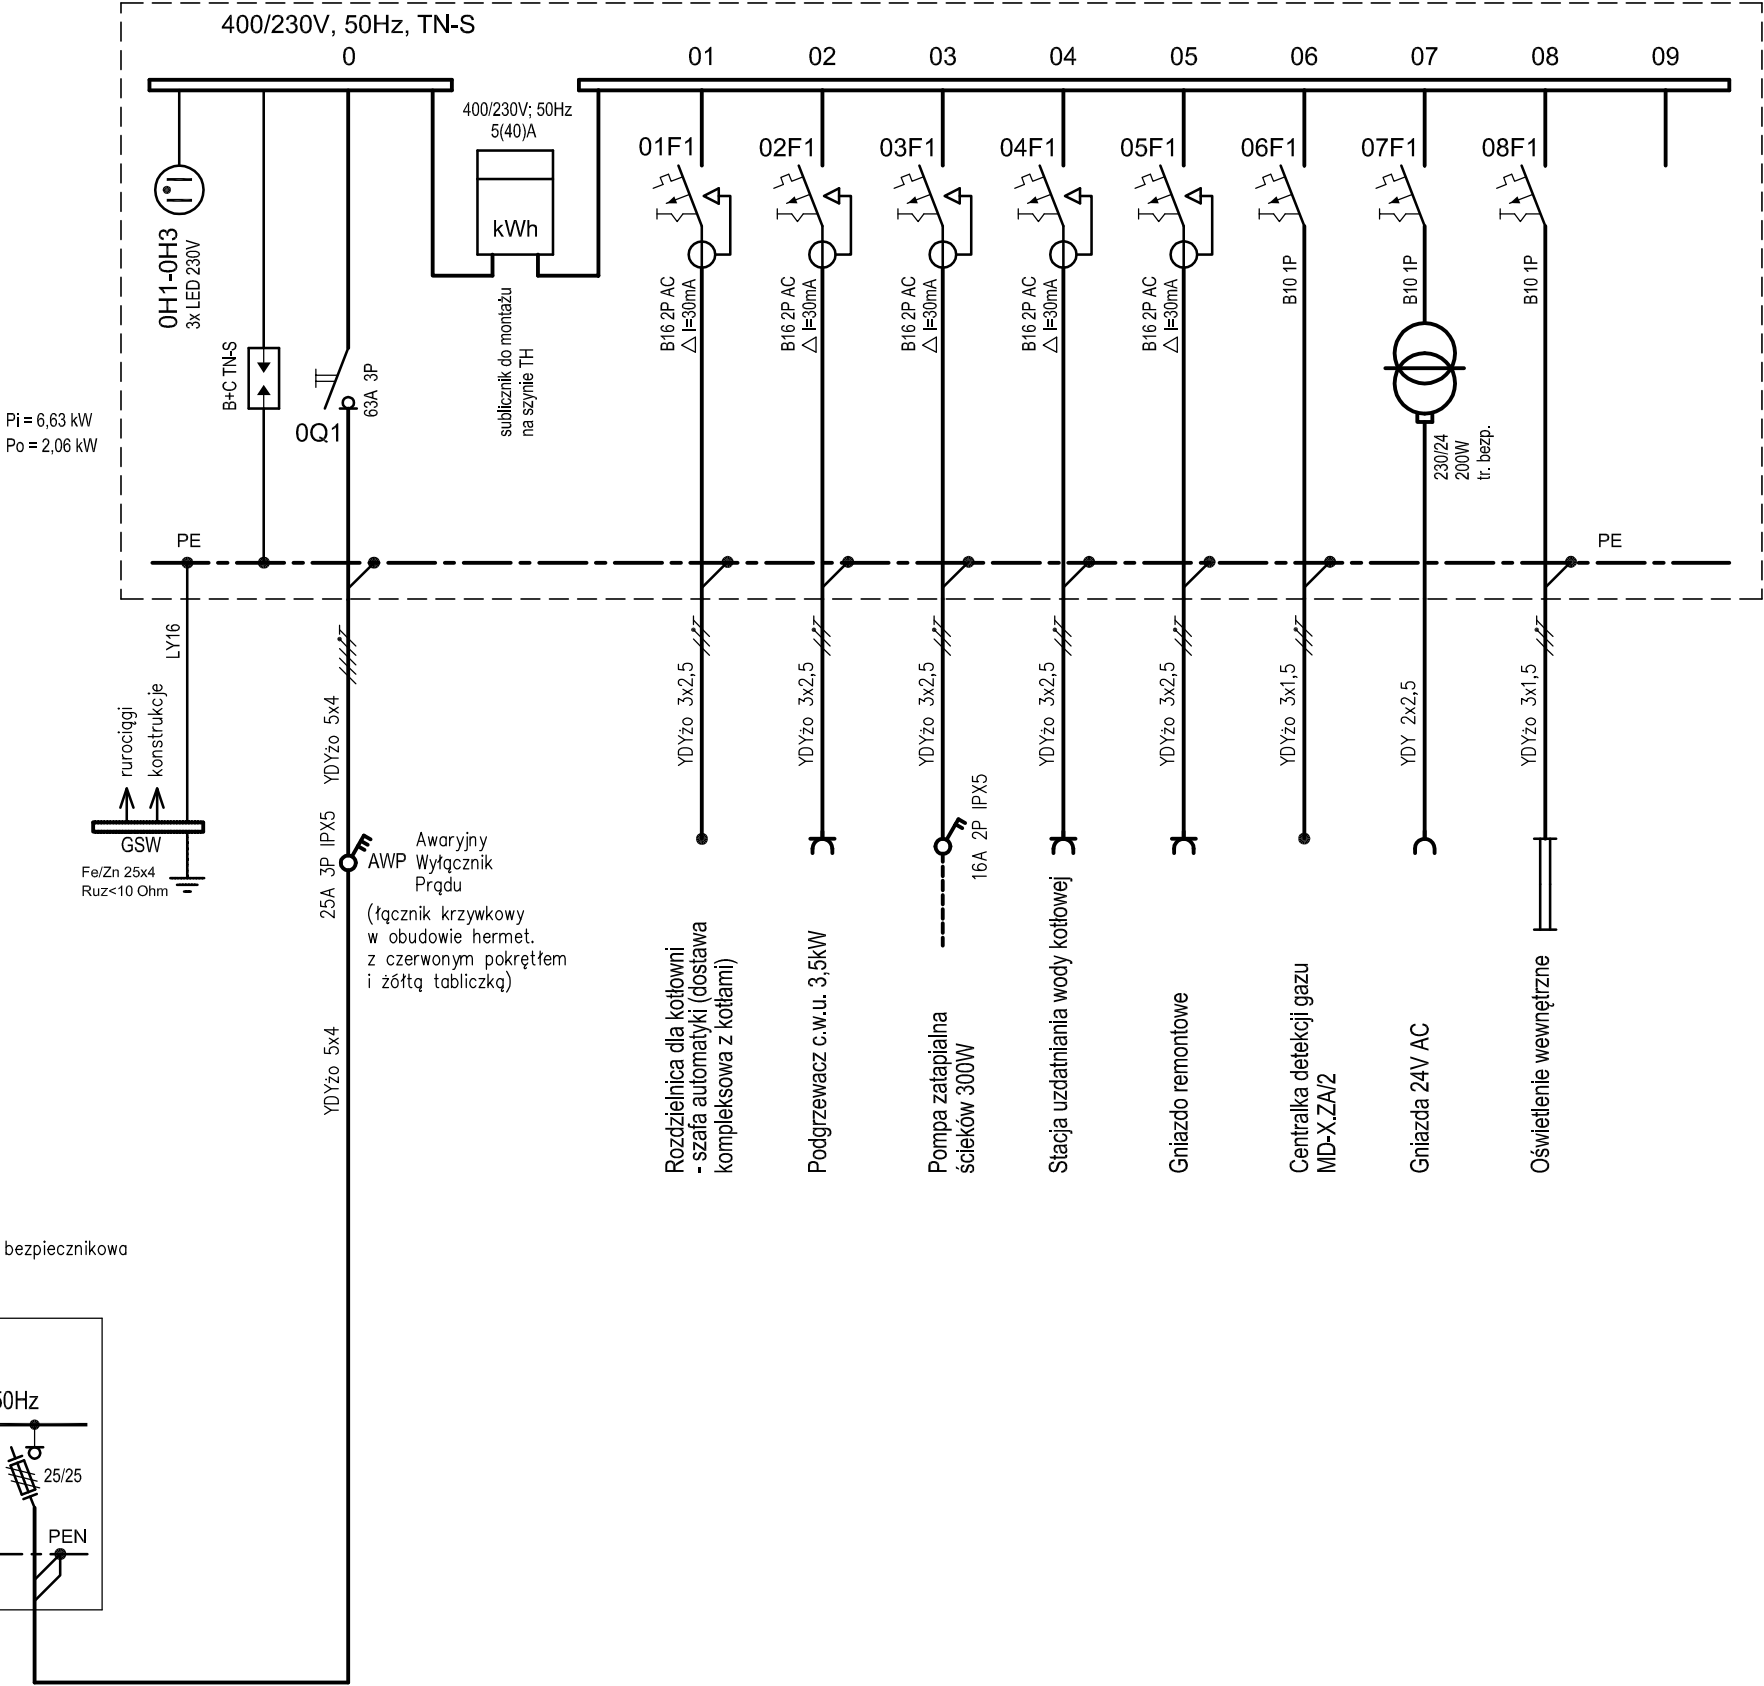 400/230V, 50Hz, TN-S
0
01
02
03
04
05
06
07
08
09
400/230V; 50Hz
5(40)A
kWh
sublicznik do montażu
na szynie TH
0H1-0H3
3x LED 230V
B+C TN-S
63A 3P
0Q1
Pi = 6,63 kW
Po = 2,06 kW
01F1
B16 2P AC
△ I=30mA
02F1
B16 2P AC
△ I=30mA
03F1
B16 2P AC
△ I=30mA
04F1
B16 2P AC
△ I=30mA
05F1
B16 2P AC
△ I=30mA
06F1
B10 1P
07F1
B10 1P
230/24
200W
tr. bezp.
08F1
B10 1P
PE
PE
LY16
rurociągi
konstrukcje
GSW
Fe/Zn 25x4
Ruz<10 Ohm
YDYżo 5x4
25A 3P IPX5
AWP
Awaryjny
Wyłącznik
Prądu
(łącznik krzywkowy
w obudowie hermet.
z czerwonym pokrętłem
i żółtą tabliczką)
YDYżo 5x4
YDYżo 3x2,5
YDYżo 3x2,5
YDYżo 3x2,5
16A 2P IPX5
YDYżo 3x2,5
YDYżo 3x2,5
YDYżo 3x1,5
YDY 2x2,5
YDYżo 3x1,5
Rozdzielnica dla kotłowni
- szafa automatyki (dostawa
kompleksowa z kotłami)
Podgrzewacz c.w.u. 3,5kW
Pompa zatapialna
ścieków 300W
Stacja uzdatniania wody kotłowej
Gniazdo remontowe
Centralka detekcji gazu
MD-X.ZA/2
Gniazda 24V AC
Oświetlenie wewnętrzne
bezpiecznikowa
50Hz
25/25
PEN